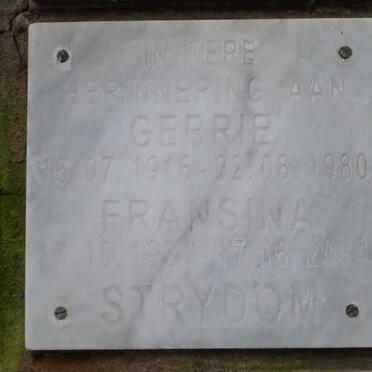 IN TERE
HERINNERING AAN
GERRIE
16.07.1916 - 02.08.1980
FRANSINA
STRYDOM